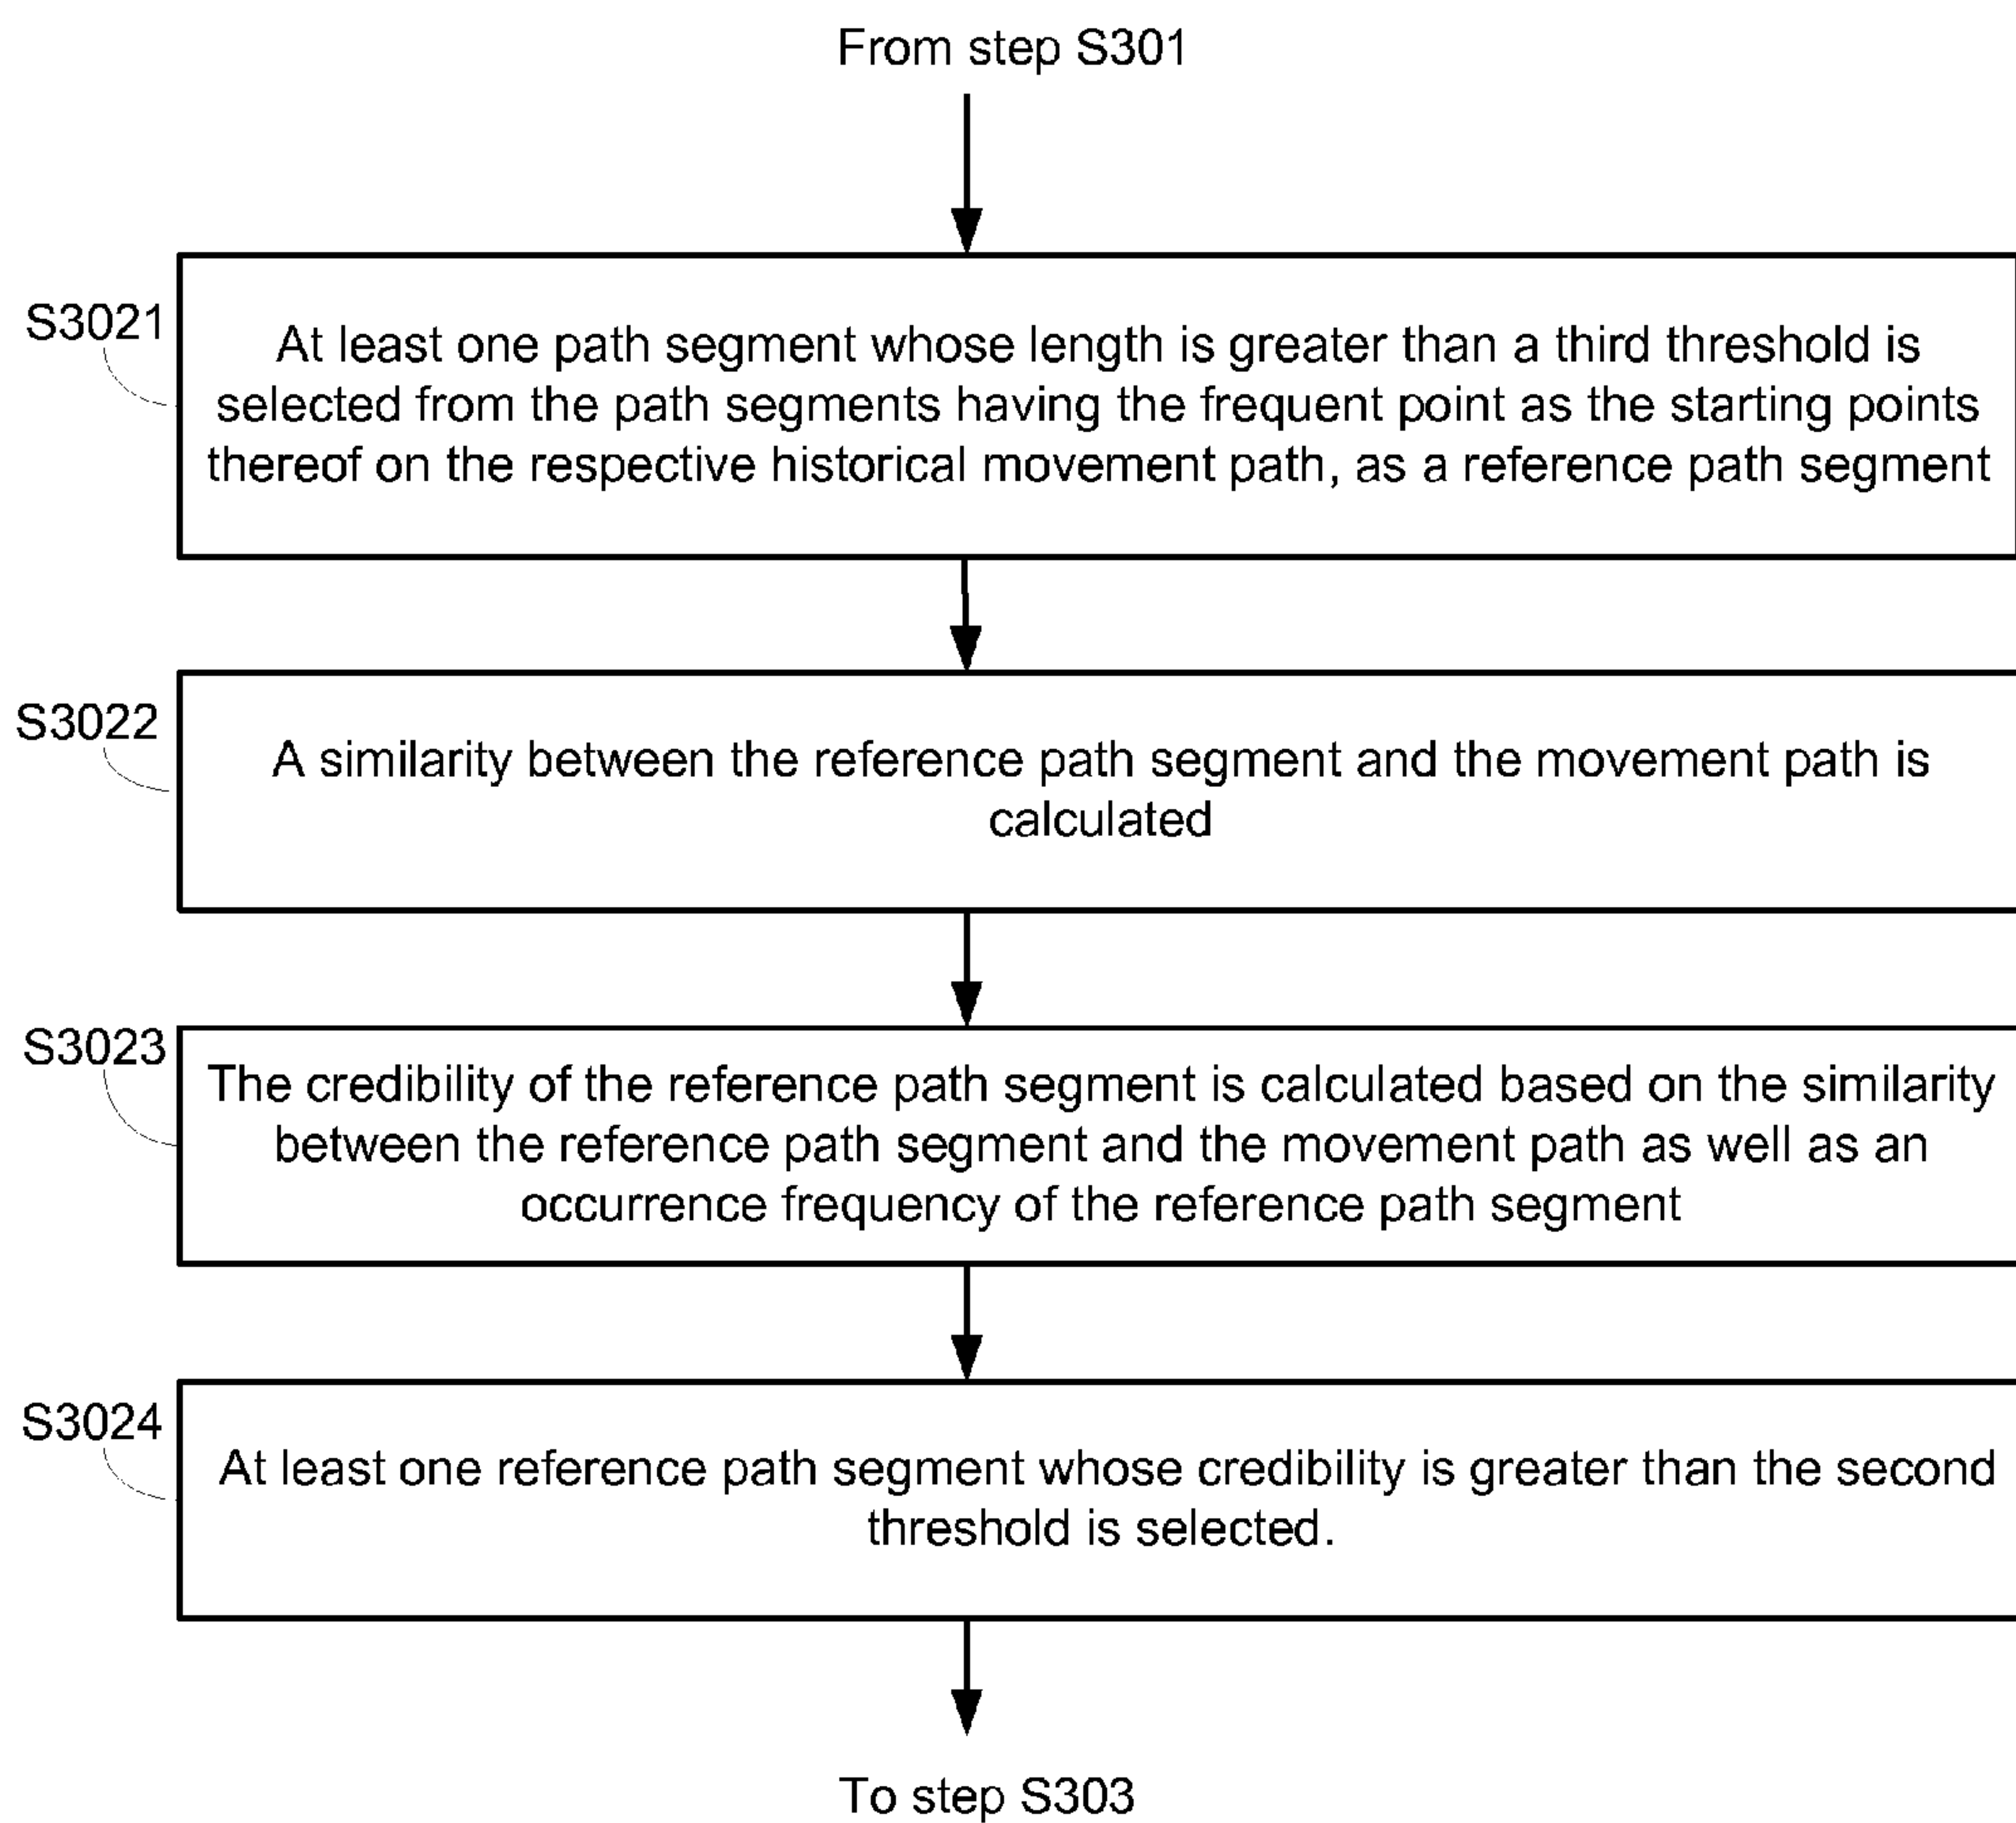 From step S301
S3021
At least one path segment whose length is greater than a third threshold is
selected from the path segments having the frequent point as the starting points
thereof on the respective historical movement path, as a reference path segment
S3022
A similarity between the reference path segment and the movement path is
calculated
S3023
The credibility of the reference path segment is calculated based on the similarity
between the reference path segment and the movement path as well as an
occurrence frequency of the reference path segment
S3024
At least one reference path segment whose credibility is greater than the second
threshold is selected.
To step S303